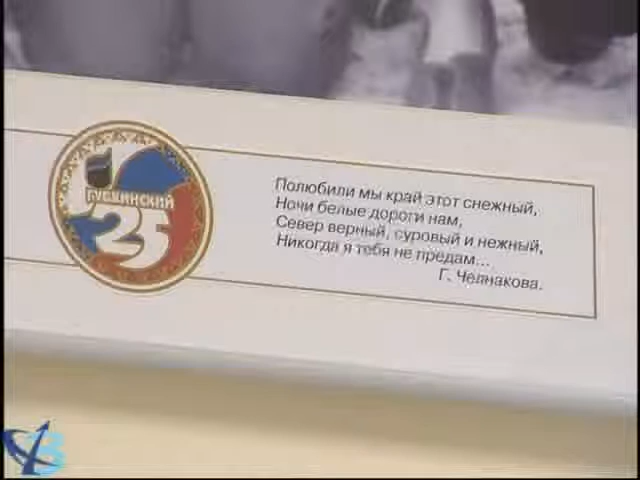 ГУБКИНСКИЙ
25
Полюбили мы край этот снежный,
Ночи белые дороги нам,
Север верный, суровый и нежный,
Никогда я тебя не предам...
Г. Челнакова.